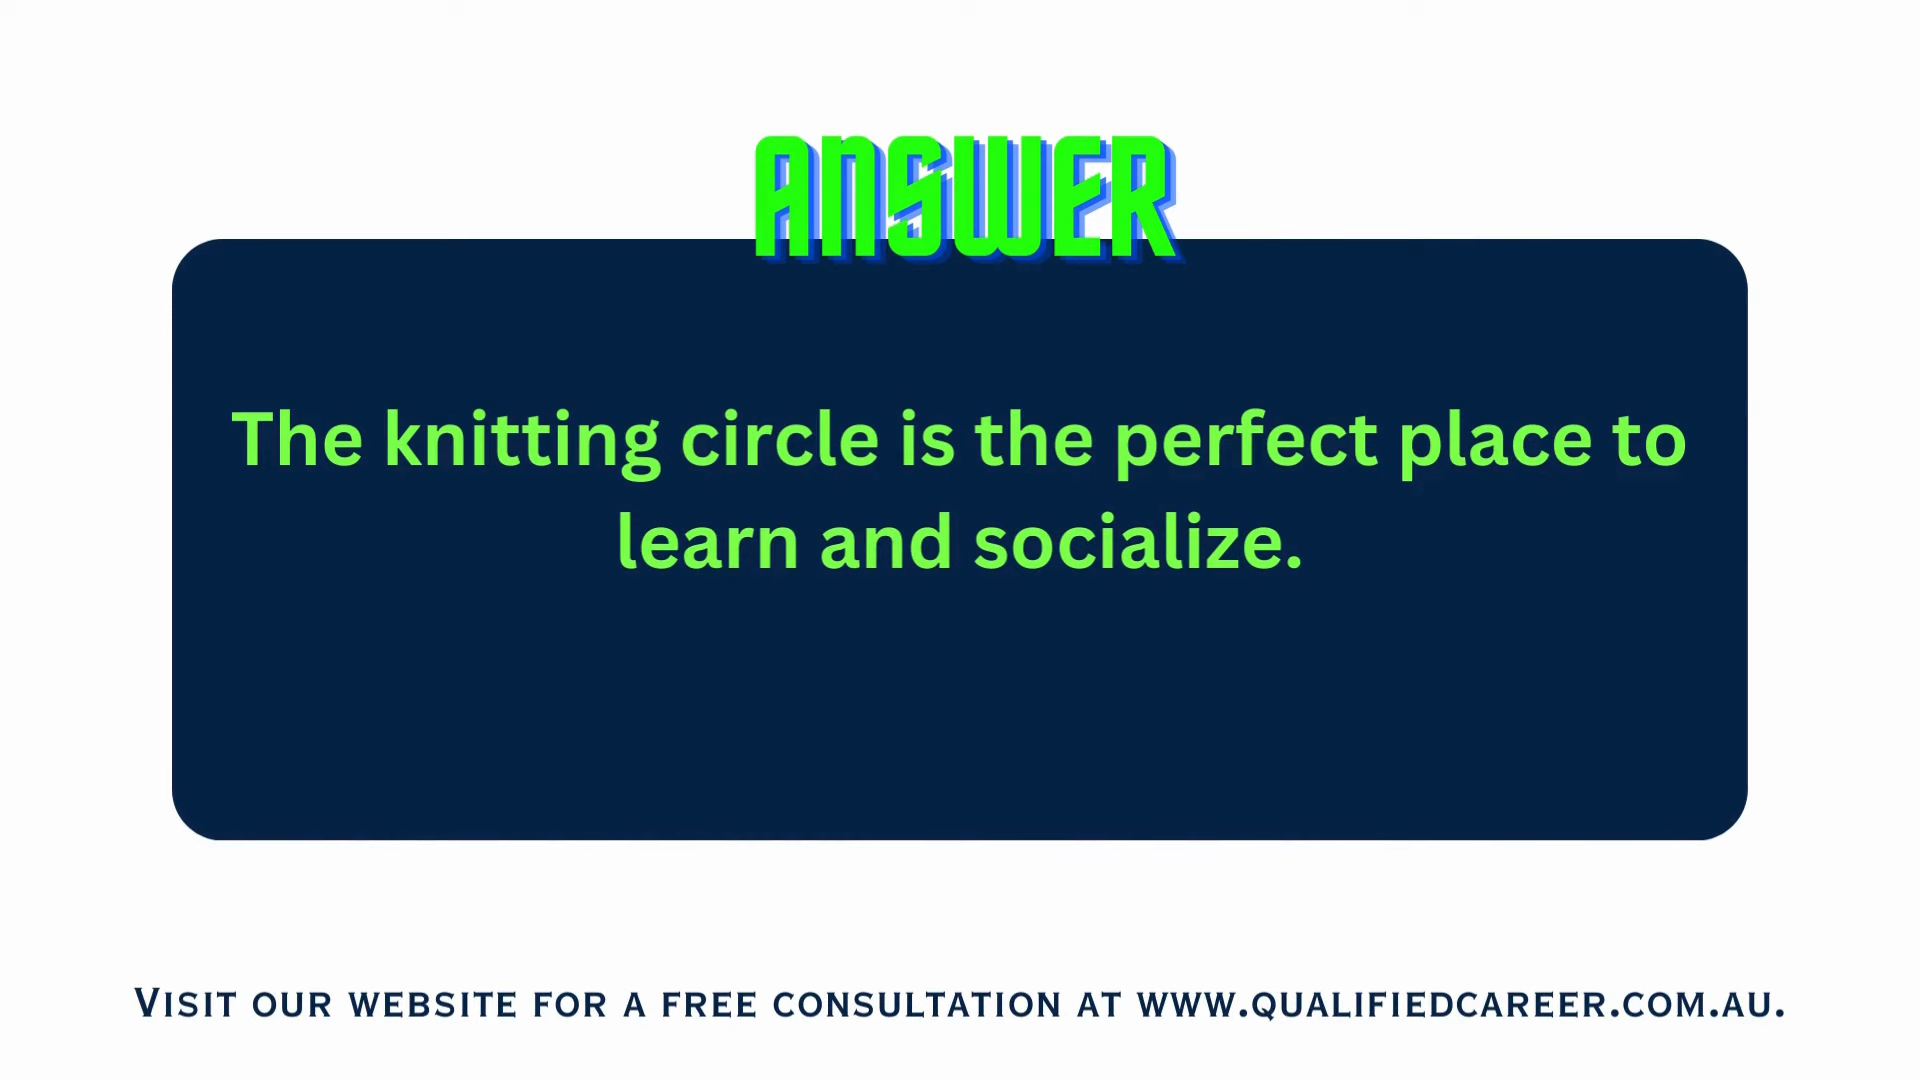 ANSWER
The knitting circle is the perfect place to
learn and socialize.
Visit our website for a free consultation at www.qualifiedcareer.com.au.